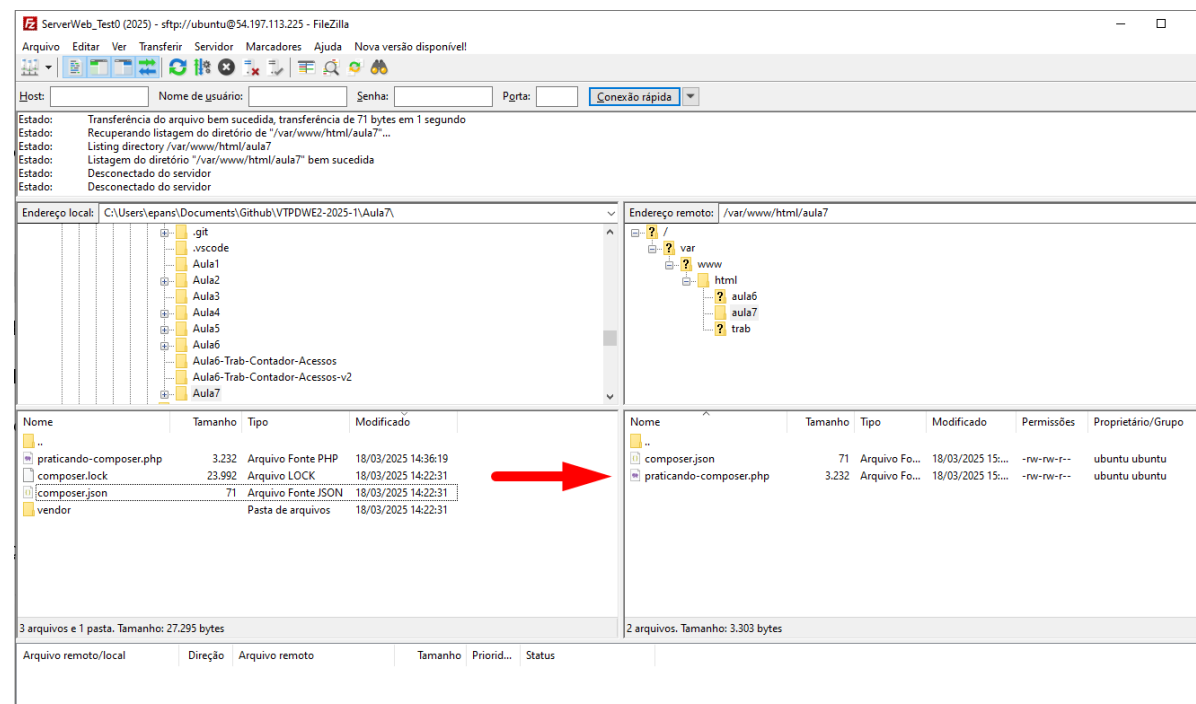 ServerWeb_Test0 (2025) - sftp://ubuntu@54.197.113.225 - FileZilla
Arquivo Editar Ver Transferir Servidor Marcadores Ajuda Nova versão disponível!
Host: Nome de usuário: Senha: Porta: Conexão rápida
Estado: Transferência do arquivo bem sucedida, transferência de 71 bytes em 1 segundo
Estado: Recuperando listagem do diretório de "/var/www/html/aula7"...
Estado: Listing directory /var/www/html/aula7
Estado: Listagem do diretório "/var/www/html/aula7" bem sucedida
Estado: Desconectado do servidor
Estado: Desconectado do servidor
Endereço local: C:\Users\epans\Documents\Github\VTPDWE2-2025-1\Aula7\
.git
.vscode
Aula1
Aula2
Aula3
Aula4
Aula5
Aula6
Aula6-Trab-Contador-Acessos
Aula6-Trab-Contador-Acessos-v2
Aula7
Endereço remoto: /var/www/html/aula7
/
var
www
html
aula6
aula7
trab
Nome Tamanho Tipo Modificado
..
praticando-composer.php 3.232 Arquivo Fonte PHP 18/03/2025 14:36:19
composer.lock 23.992 Arquivo LOCK 18/03/2025 14:22:31
composer.json 71 Arquivo Fonte JSON 18/03/2025 14:22:31
vendor Pasta de arquivos 18/03/2025 14:22:31
3 arquivos e 1 pasta. Tamanho: 27.295 bytes
Nome Tamanho Tipo Modificado Permissões Proprietário/Grupo
..
composer.json 71 Arquivo Fo... 18/03/2025 15:... -rw-rw-r-- ubuntu ubuntu
praticando-composer.php 3.232 Arquivo Fo... 18/03/2025 15:... -rw-rw-r-- ubuntu ubuntu
2 arquivos. Tamanho: 3.303 bytes
Arquivo remoto/local Direção Arquivo remoto Tamanho Priorid... Status